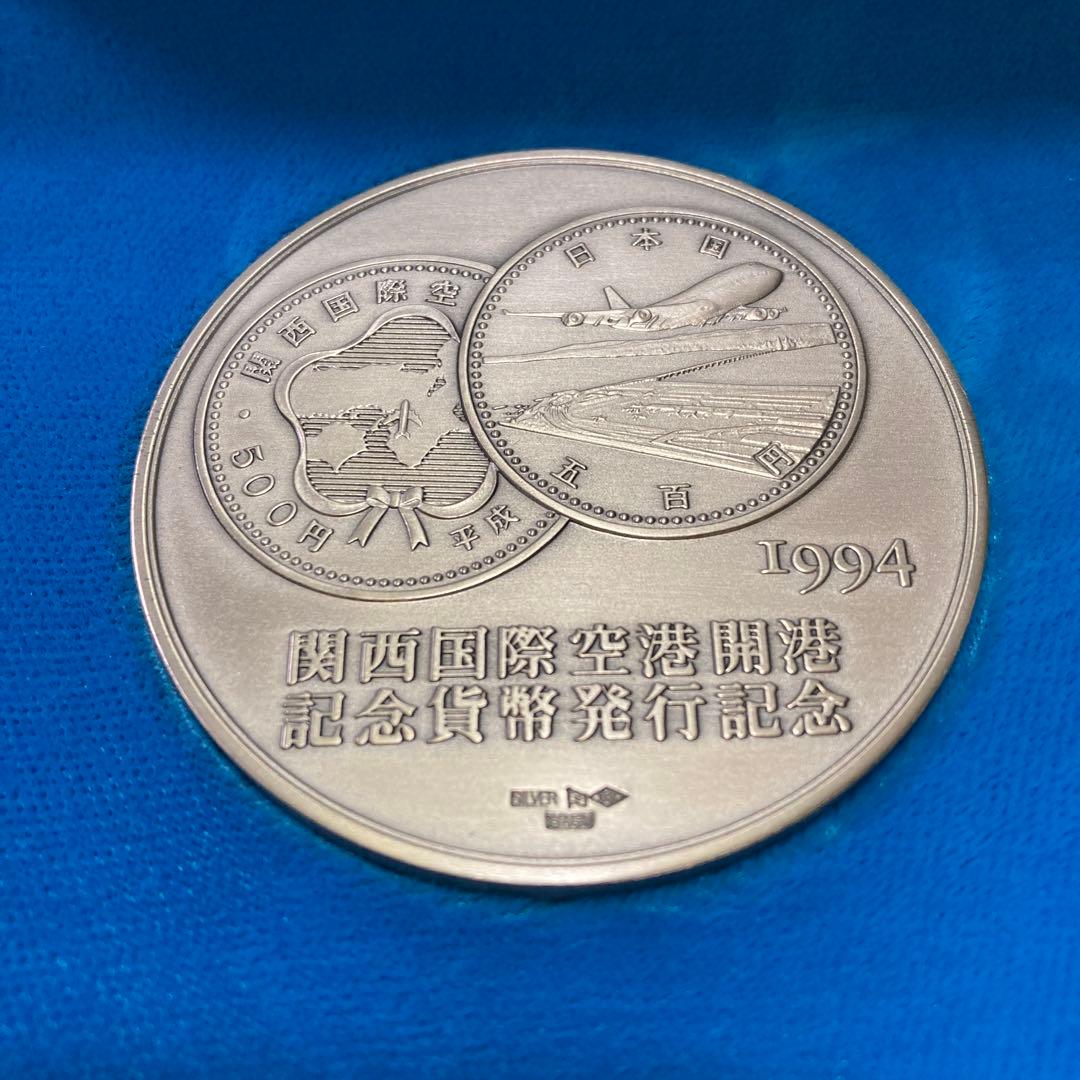 日本国
五百円
関西国際空
500円
平成
1994
関西国際空港開港
記念貨幣発行記念
SILVER